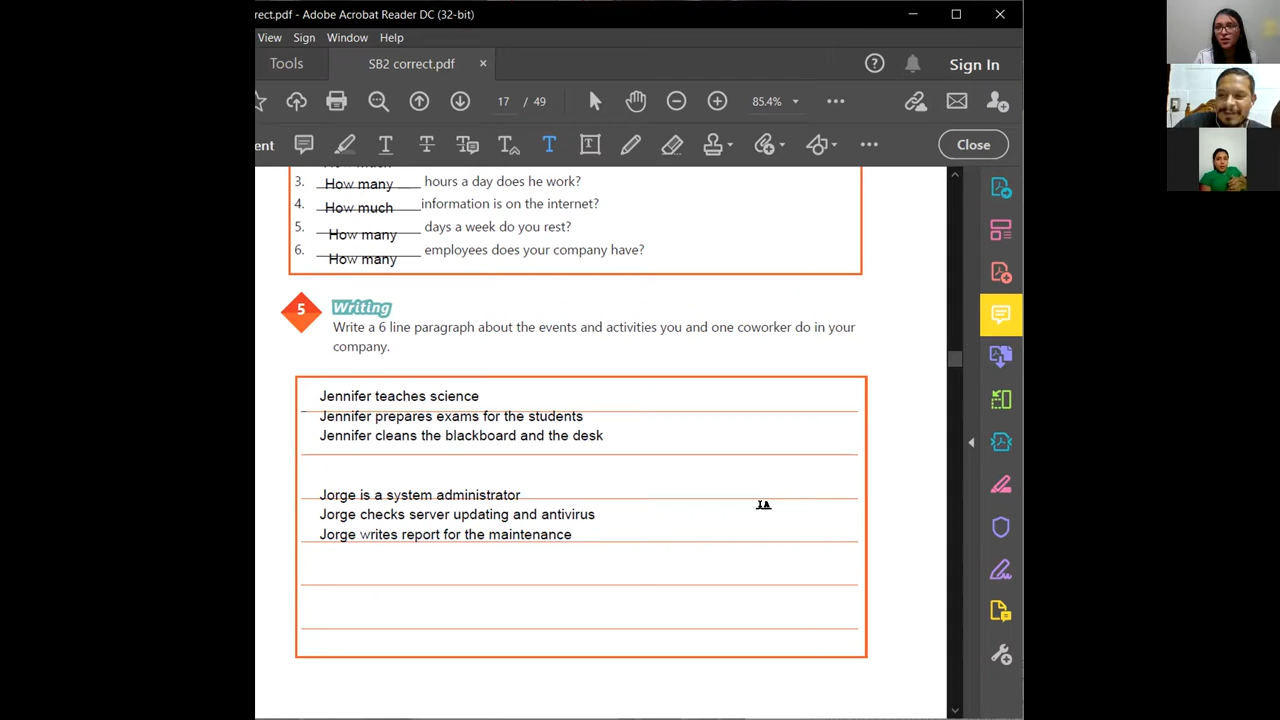 rrect.pdf - Adobe Acrobat Reader DC (32-bit)
View Sign Window Help
Tools SB2 correct.pdf × Sign In
17 / 49 85.4%
ent Close
3. How many hours a day does he work?
4. How much information is on the internet?
5. How many days a week do you rest?
6. How many employees does your company have?
5 Writing
Write a 6 line paragraph about the events and activities you and one coworker do in your
company.
Jennifer teaches science
Jennifer prepares exams for the students
Jennifer cleans the blackboard and the desk
Jorge is a system administrator
Jorge checks server updating and antivirus
Jorge writes report for the maintenance